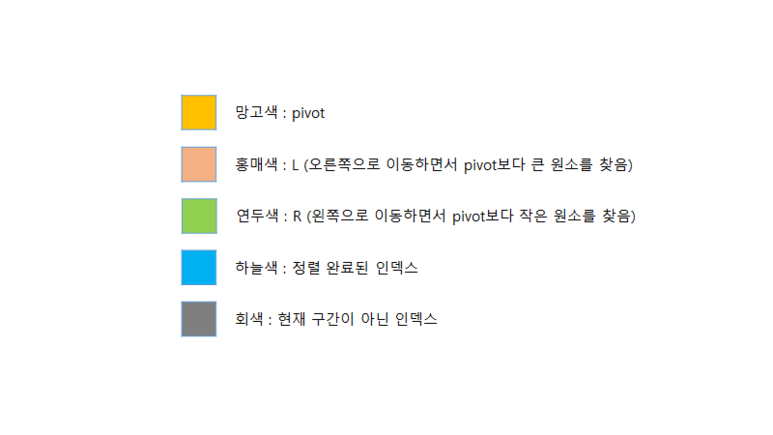 망고색 : pivot
홍매색 : L (오른쪽으로 이동하면서 pivot보다 큰 원소를 찾음)
연두색 : R (왼쪽으로 이동하면서 pivot보다 작은 원소를 찾음)
하늘색 : 정렬 완료된 인덱스
회색 : 현재 구간이 아닌 인덱스